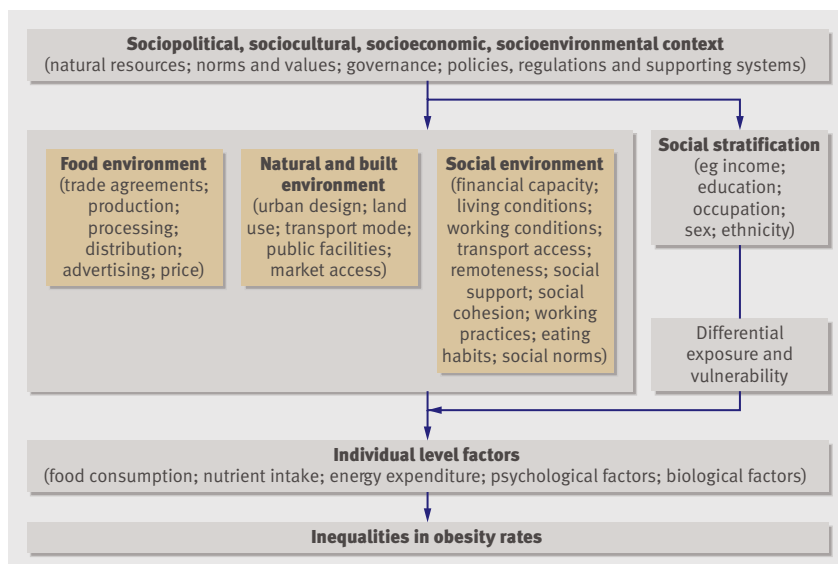 Sociopolitical, sociocultural, socioeconomic, socioenvironmental context
(natural resources; norms and values; governance; policies, regulations and supporting systems)
Food environment
(trade agreements;
production;
processing;
distribution;
advertising; price)
Natural and built
environment
(urban design; land
use; transport mode;
public facilities;
market access)
Social environment
(financial capacity;
living conditions;
working conditions;
transport access;
remoteness; social
support; social
cohesion; working
practices; eating
habits; social norms)
Social stratification
(eg income;
education;
occupation;
sex; ethnicity)
Differential
exposure and
vulnerability
Individual level factors
(food consumption; nutrient intake; energy expenditure; psychological factors; biological factors)
Inequalities in obesity rates